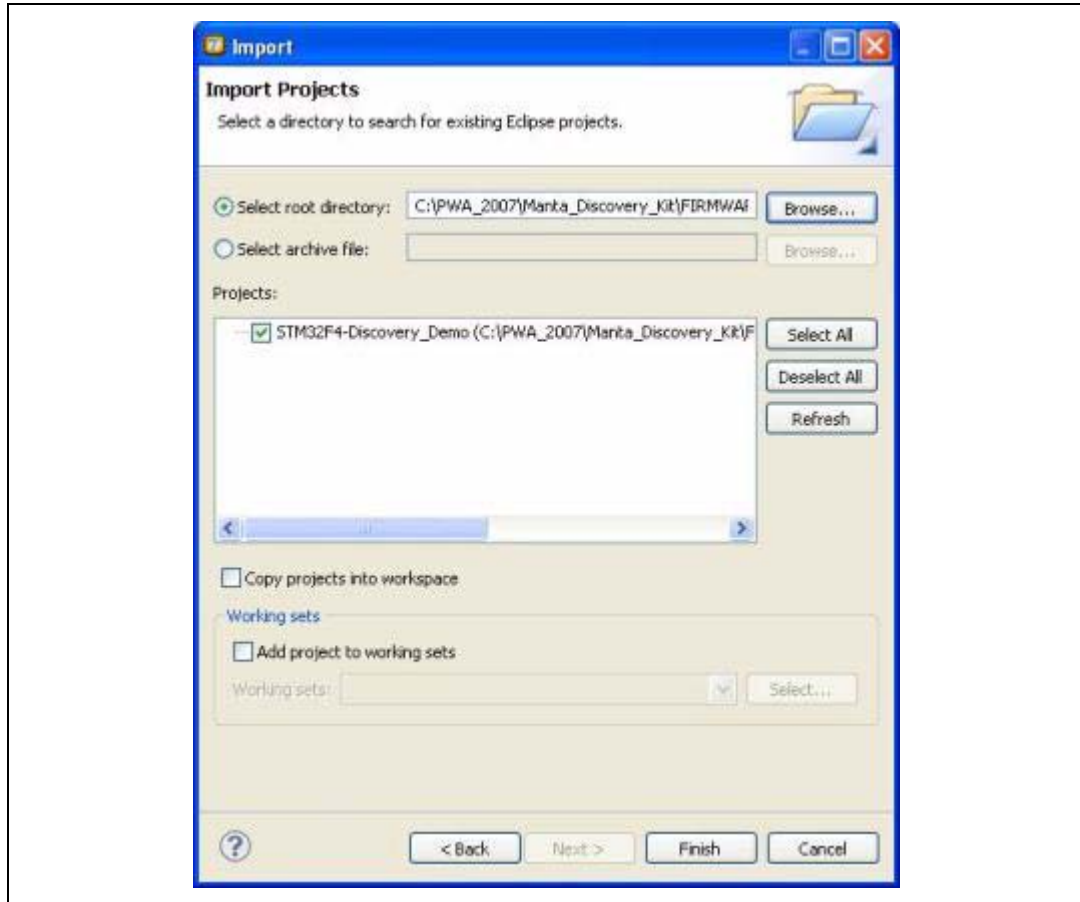 Import
Import Projects
Select a directory to search for existing Eclipse projects.
Select root directory: C:\PWA_2007\Manta_Discovery_Kit\FIRMWAR Browse...
Select archive file: Browse...
Projects:
STM32F4-Discovery_Demo (C:\PWA_2007\Manta_Discovery_Kit\F
Select All
Deselect All
Refresh
Copy projects into workspace
Working sets
Add project to working sets
Working sets: Select...
? < Back Next > Finish Cancel